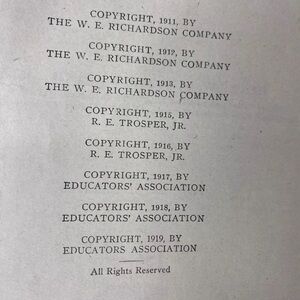 COPYRIGHT, 1911, BY
THE W. E. RICHARDSON COMPANY
COPYRIGHT, 1912, BY
THE W. E. RICHARDSON COMPANY
COPYRIGHT, 1913, BY
THE W. E. RICHARDSON COMPANY
COPYRIGHT, 1915, BY
R. E. TROSPER, JR.
COPYRIGHT, 1916, BY
R. E. TROSPER, JR.
COPYRIGHT, 1917, BY
EDUCATORS' ASSOCIATION
COPYRIGHT, 1918, BY
EDUCATORS' ASSOCIATION
COPYRIGHT, 1919, BY
EDUCATORS ASSOCIATION
All Rights Reserved